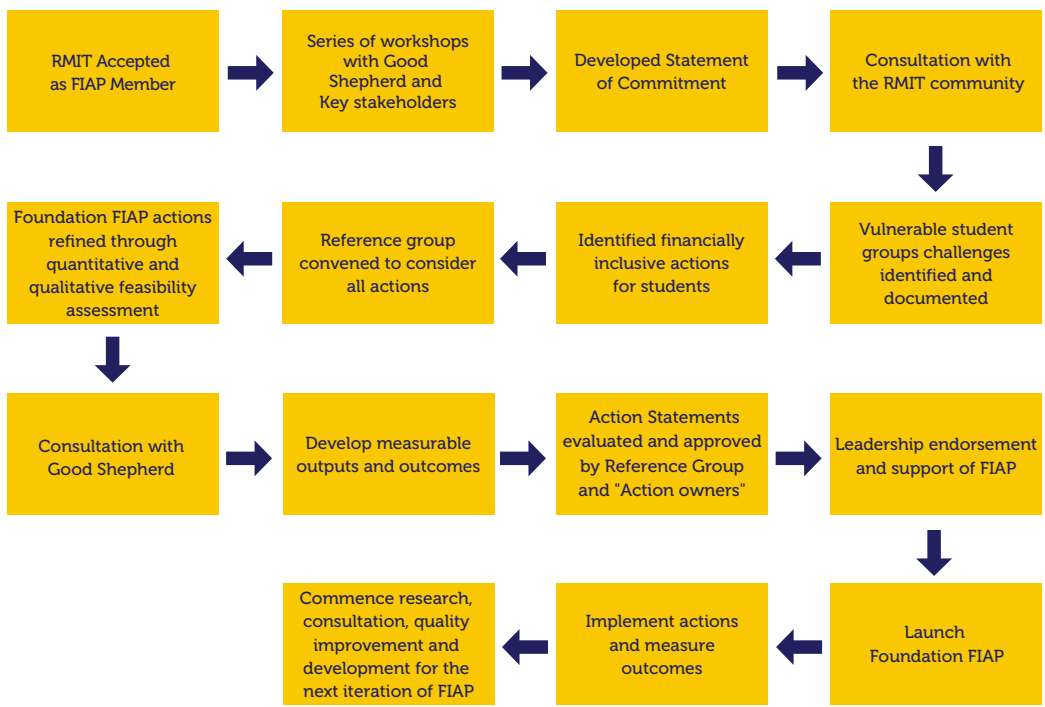 RMIT Accepted
as FIAP Member
Series of workshops
with Good
Shepherd and
Key stakeholders
Developed Statement
of Commitment
Consultation with
the RMIT community
Vulnerable student
groups challenges
identified and
documented
Identified financially
inclusive actions
for students
Reference group
convened to consider
all actions
Foundation FIAP actions
refined through
quantitative and
qualitative feasibility
assessment
Consultation with
Good Shepherd
Develop measurable
outputs and outcomes
Action Statements
evaluated and approved
by Reference Group
and "Action owners"
Leadership endorsement
and support of FIAP
Launch
Foundation FIAP
Implement actions
and measure
outcomes
Commence research,
consultation, quality
improvement and
development for the
next iteration of FIAP